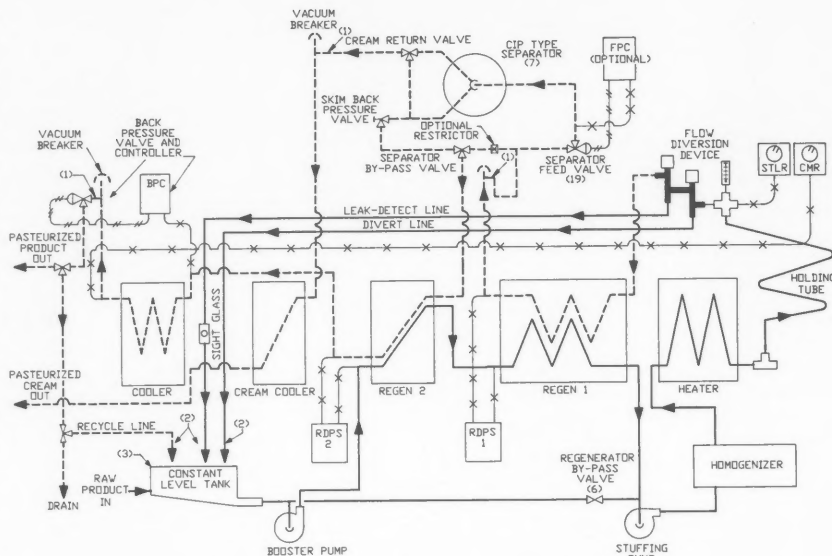 VACUUM
BREAKER
(1)
CREAM RETURN VALVE
CIP TYPE
SEPARATOR
(7)
FPC
(OPTIONAL)
SKIM BACK
PRESSURE
VALVE
OPTIONAL
RESTRICTOR
SEPARATOR
BY-PASS VALVE
(1)
SEPARATOR
FEED VALVE
(19)
FLOW
DIVERSION
DEVICE
STLR
CMR
VACUUM
BREAKER
BACK PRESSURE
VALVE AND
CONTROLLER
(1)
BPC
LEAK-DETECT LINE
DIVERT LINE
PASTEURIZED
PRODUCT
OUT
HOLDING
TUBE
SIGHT GLASS
COOLER
CREAM COOLER
REGEN 2
REGEN 1
HEATER
PASTEURIZED
CREAM OUT
RDPS
2
RDPS
1
RECYCLE LINE
(2)
(2)
(3)
CONSTANT
LEVEL TANK
RAW
PRODUCT
IN
DRAIN
REGENERATOR
BY-PASS
VALVE
(6)
HOMOGENIZER
BOOSTER PUMP
STUFFING